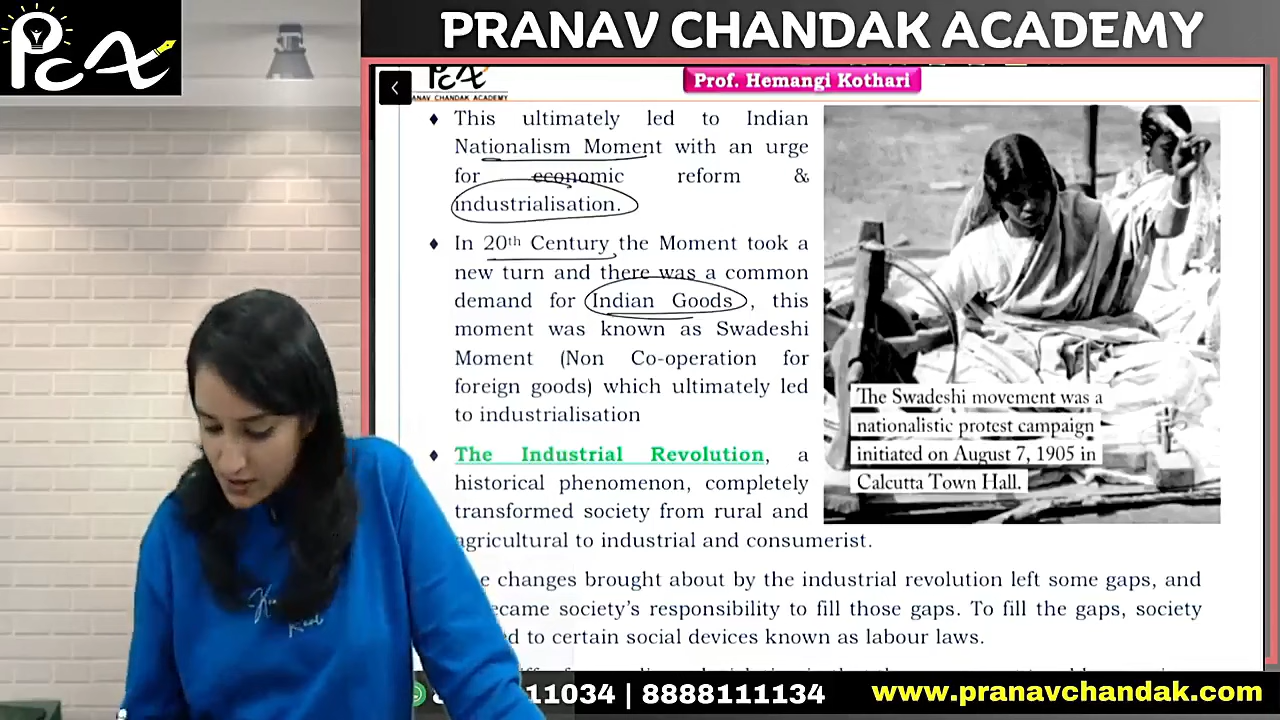 PCA
PRANAV CHANDAK ACADEMY
PCA
ANAV CHANDAK ACADEMY
Prof. Hemangi Kothari
♦ This ultimately led to Indian
Nationalism Moment with an urge
for economic reform &
industrialisation.
♦ In 20th Century the Moment took a
new turn and there was a common
demand for Indian Goods, this
moment was known as Swadeshi
Moment (Non Co-operation for
foreign goods) which ultimately led
to industrialisation
The Swadeshi movement was a
nationalistic protest campaign
initiated on August 7, 1905 in
Calcutta Town Hall.
♦ The Industrial Revolution, a
historical phenomenon, completely
transformed society from rural and
agricultural to industrial and consumerist.
changes brought about by the industrial revolution left some gaps, and
ecame society's responsibility to fill those gaps. To fill the gaps, society
to certain social devices known as labour laws.
11034 | 8888111134
www.pranavchandak.com